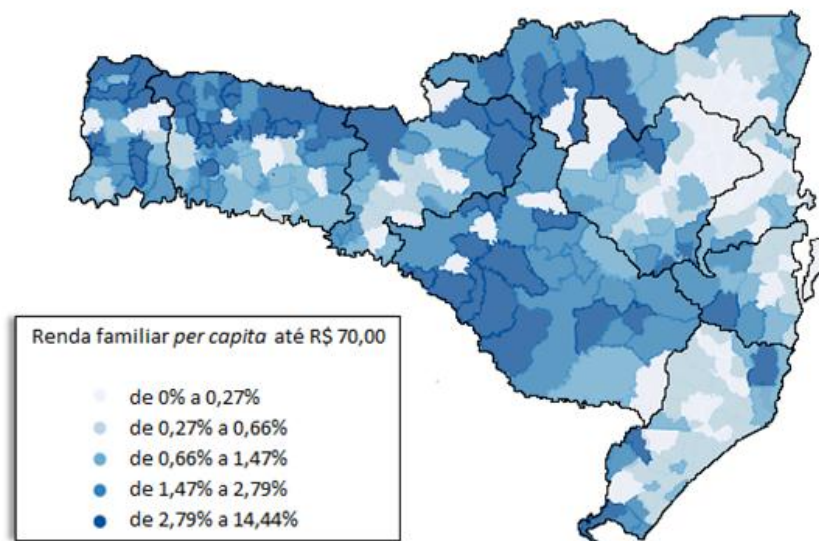 Renda familiar per capita até R$ 70,00
de 0% a 0,27%
de 0,27% a 0,66%
de 0,66% a 1,47%
de 1,47% a 2,79%
de 2,79% a 14,44%